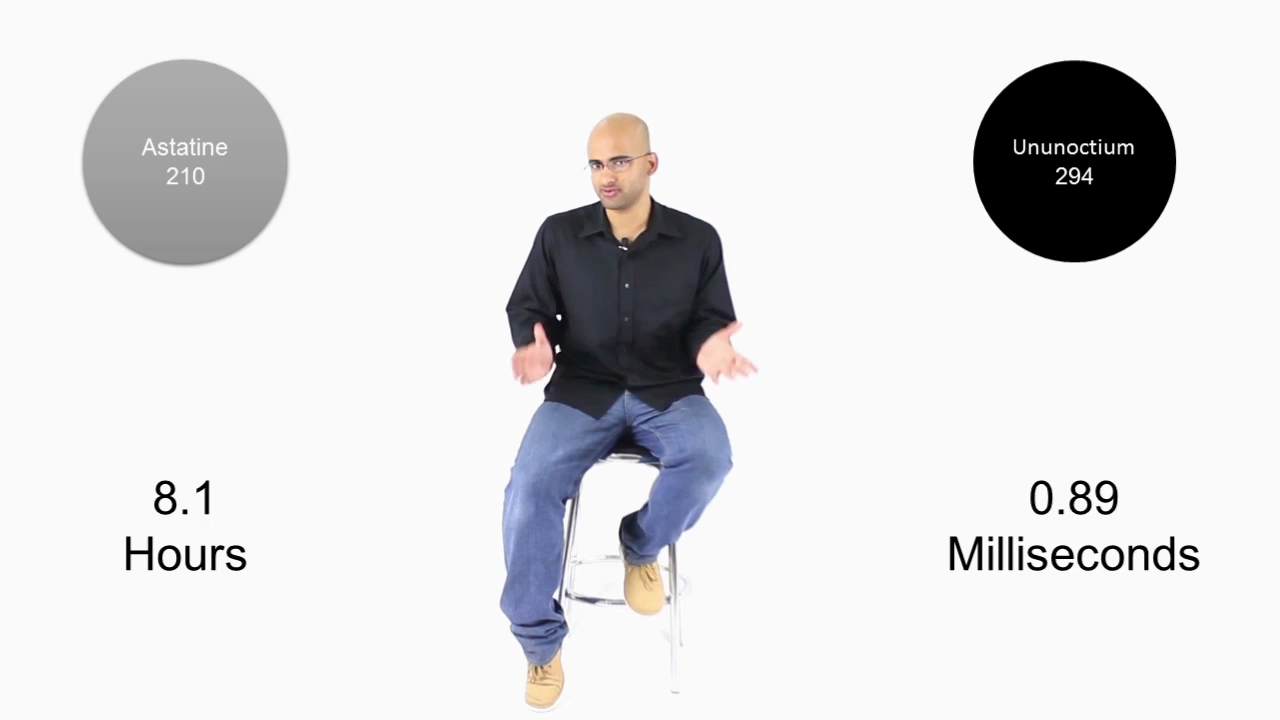 Astatine
210
Ununoctium
294
8.1
Hours
0.89
Milliseconds